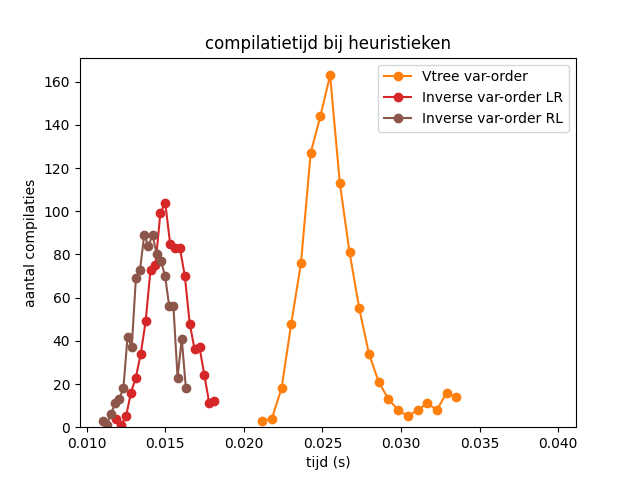 compilatietijd bij heuristieken
Vtree var-order
Inverse var-order LR
Inverse var-order RL
aantal compilaties
160
140
120
100
80
60
40
20
0
0.010 0.015 0.020 0.025 0.030 0.035 0.040
tijd (s)